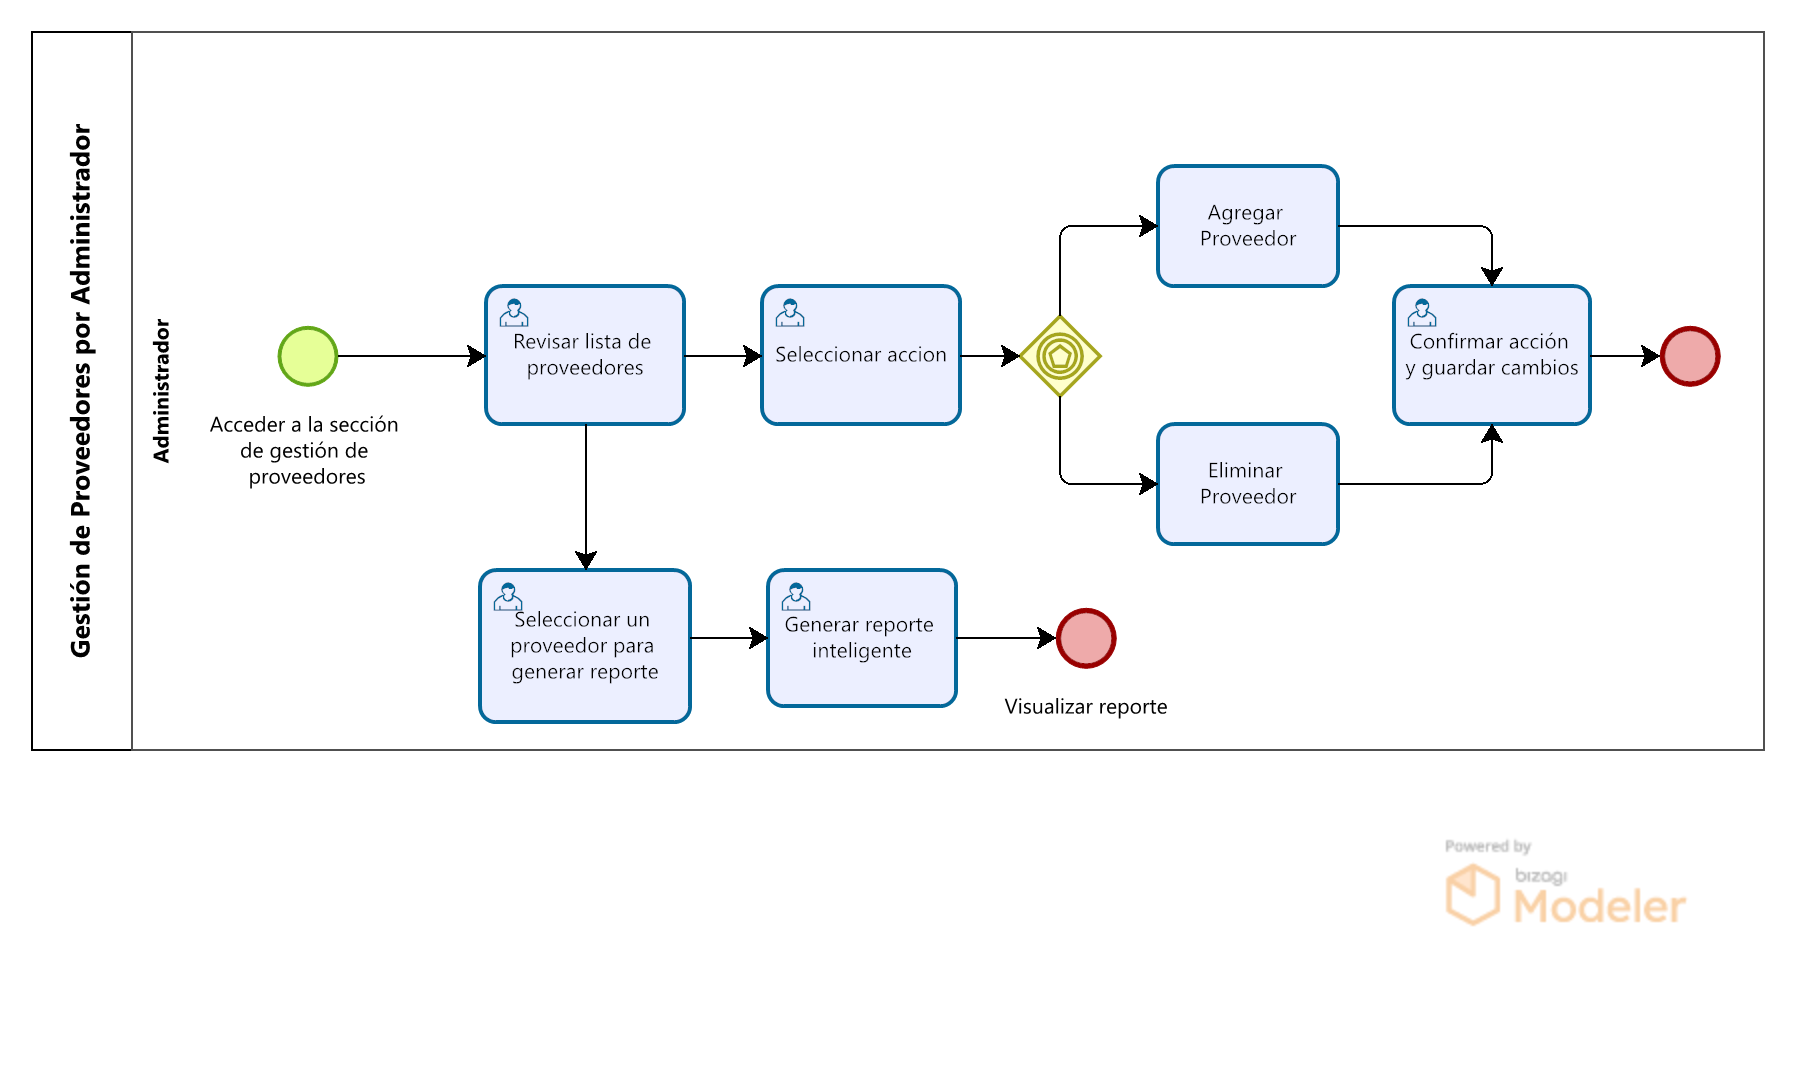 Gestión de Proveedores por Administrador
Administrador
Acceder a la sección
de gestión de
proveedores
Revisar lista de
proveedores
Seleccionar accion
Agregar
Proveedor
Eliminar
Proveedor
Confirmar acción
y guardar cambios
Seleccionar un
proveedor para
generar reporte
Generar reporte
inteligente
Visualizar reporte
Powered by
bizagi
Modeler